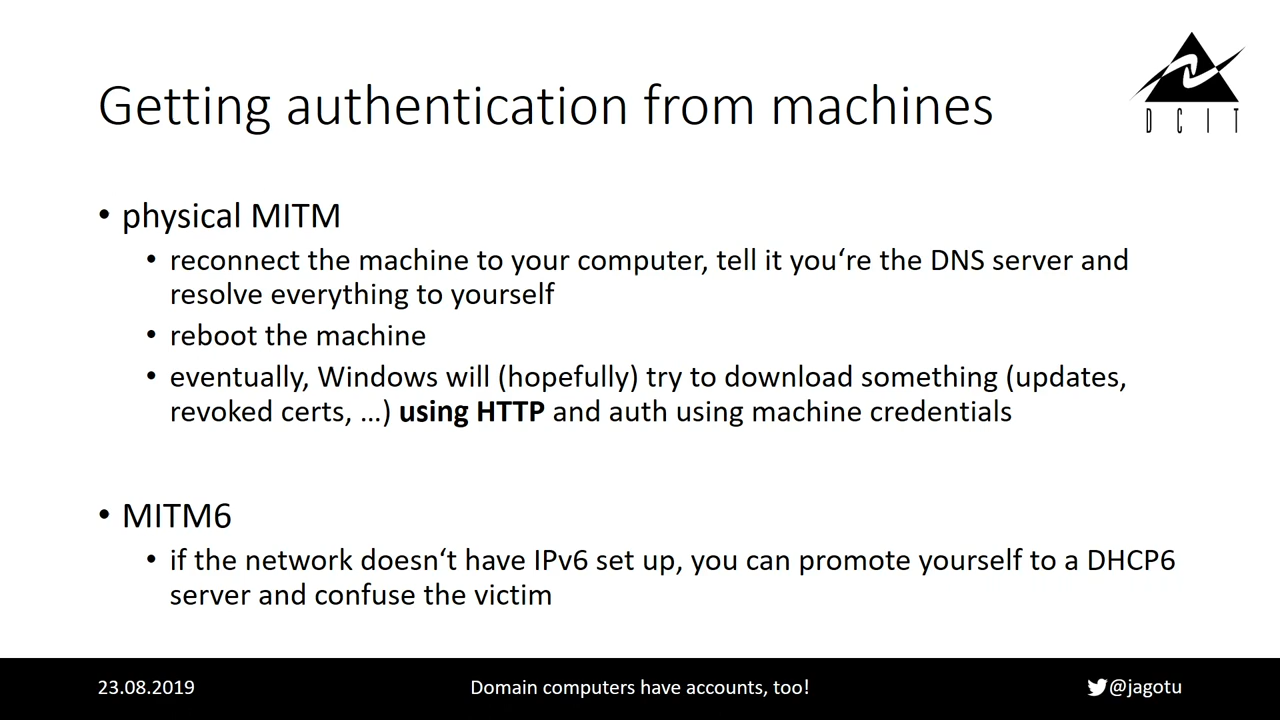 Getting authentication from machines
DCIT
• physical MITM
• reconnect the machine to your computer, tell it you‘re the DNS server and
resolve everything to yourself
• reboot the machine
• eventually, Windows will (hopefully) try to download something (updates,
revoked certs, …) using HTTP and auth using machine credentials
• MITM6
• if the network doesn‘t have IPv6 set up, you can promote yourself to a DHCP6
server and confuse the victim
23.08.2019 Domain computers have accounts, too! @jagotu